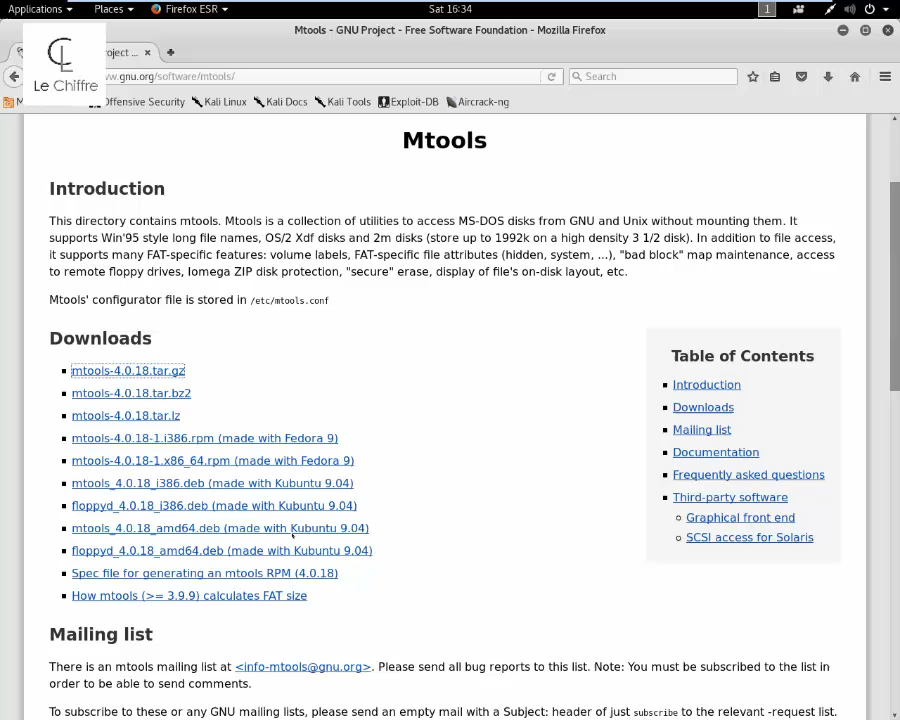 Applications Places Firefox ESR Sat 16:34 1
Mtools - GNU Project - Free Software Foundation - Mozilla Firefox
oject ...
CL
Le Chiffre
w.gnu.org/software/mtools/ Search
Offensive Security Kali Linux Kali Docs Kali Tools Exploit-DB Aircrack-ng
Mtools
Introduction
This directory contains mtools. Mtools is a collection of utilities to access MS-DOS disks from GNU and Unix without mounting them. It
supports Win'95 style long file names, OS/2 Xdf disks and 2m disks (store up to 1992k on a high density 3 1/2 disk). In addition to file access,
it supports many FAT-specific features: volume labels, FAT-specific file attributes (hidden, system, ...), "bad block" map maintenance, access
to remote floppy drives, Iomega ZIP disk protection, "secure" erase, display of file's on-disk layout, etc.
Mtools' configurator file is stored in /etc/mtools.conf
Downloads
mtools-4.0.18.tar.gz
mtools-4.0.18.tar.bz2
mtools-4.0.18.tar.lz
mtools-4.0.18-1.i386.rpm (made with Fedora 9)
mtools-4.0.18-1.x86_64.rpm (made with Fedora 9)
mtools_4.0.18_i386.deb (made with Kubuntu 9.04)
floppyd_4.0.18_i386.deb (made with Kubuntu 9.04)
mtools_4.0.18_amd64.deb (made with Kubuntu 9.04)
floppyd_4.0.18_amd64.deb (made with Kubuntu 9.04)
Spec file for generating an mtools RPM (4.0.18)
How mtools (>= 3.9.9) calculates FAT size
Table of Contents
Introduction
Downloads
Mailing list
Documentation
Frequently asked questions
Third-party software
Graphical front end
SCSI access for Solaris
Mailing list
There is an mtools mailing list at <info-mtools@gnu.org>. Please send all bug reports to this list. Note: You must be subscribed to the list in
order to be able to send comments.
To subscribe to these or any GNU mailing lists, please send an empty mail with a Subject: header of just subscribe to the relevant -request list.